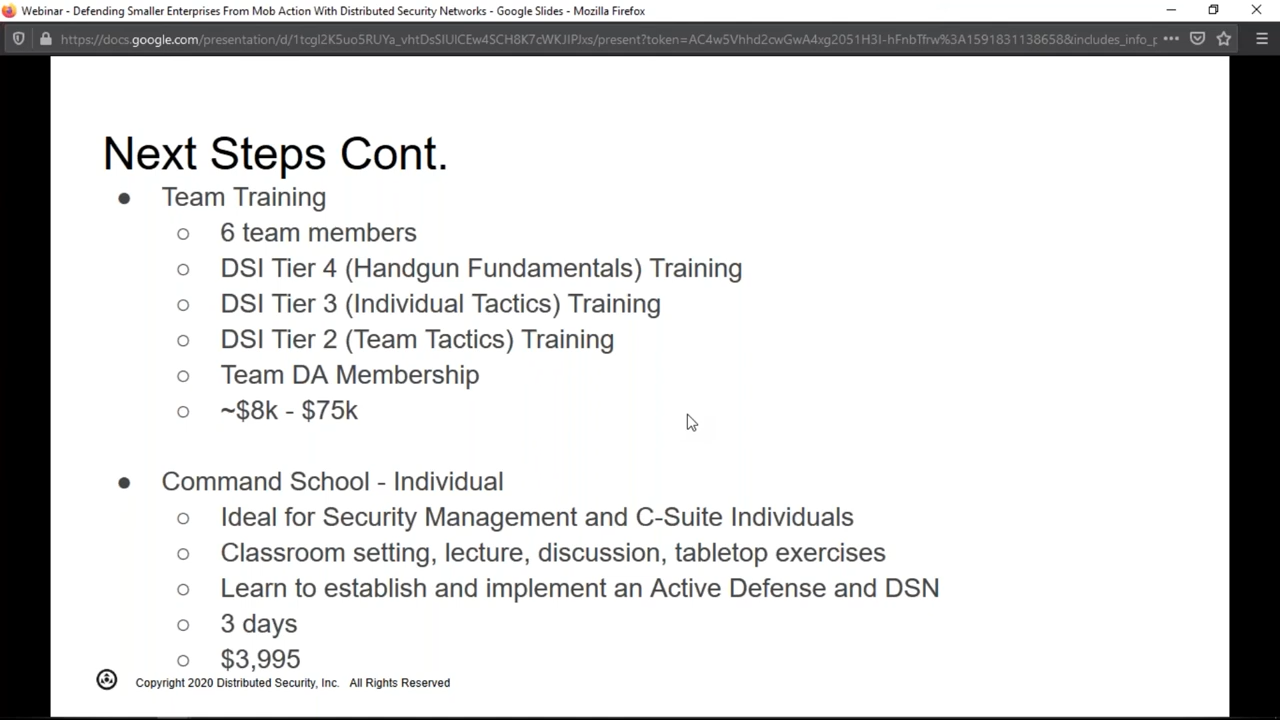 Webinar - Defending Smaller Enterprises From Mob Action With Distributed Security Networks - Google Slides - Mozilla Firefox
Next Steps Cont.
● Team Training
○ 6 team members
○ DSI Tier 4 (Handgun Fundamentals) Training
○ DSI Tier 3 (Individual Tactics) Training
○ DSI Tier 2 (Team Tactics) Training
○ Team DA Membership
○ ~$8k - $75k
● Command School - Individual
○ Ideal for Security Management and C-Suite Individuals
○ Classroom setting, lecture, discussion, tabletop exercises
○ Learn to establish and implement an Active Defense and DSN
○ 3 days
○ $3,995
Copyright 2020 Distributed Security, Inc. All Rights Reserved